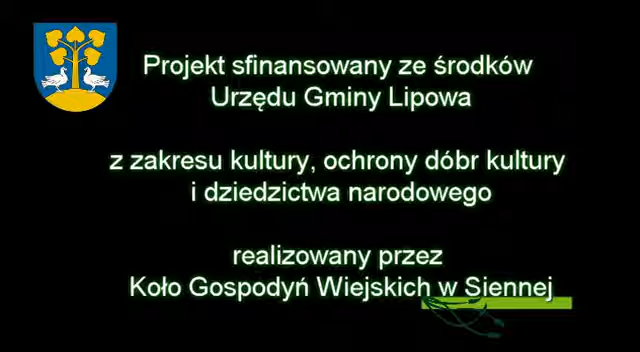 Projekt sfinansowany ze środków
Urzędu Gminy Lipowa
z zakresu kultury, ochrony dóbr kultury
i dziedzictwa narodowego
realizowany przez
Koło Gospodyń Wiejskich w Siennej